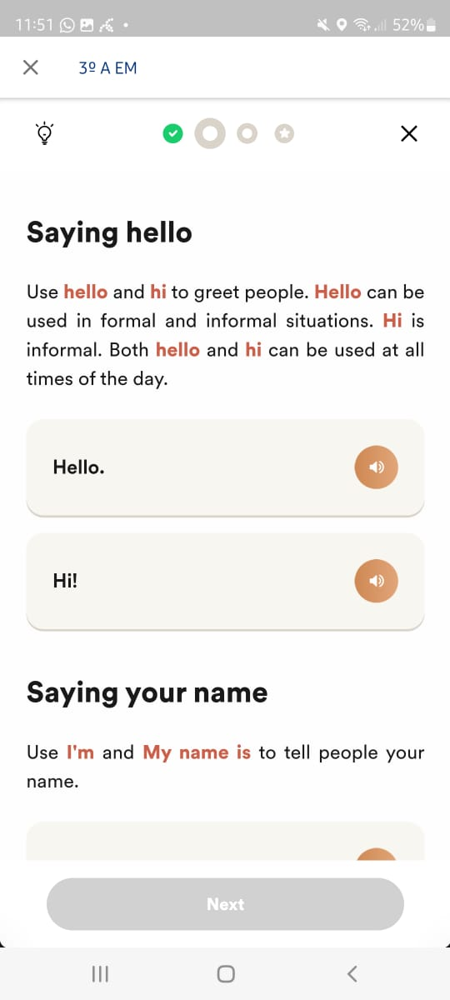 11:51 52%
3º A EM
Saying hello
Use hello and hi to greet people. Hello can be
used in formal and informal situations. Hi is
informal. Both hello and hi can be used at all
times of the day.
Hello.
Hi!
Saying your name
Use I'm and My name is to tell people your
name.
Next